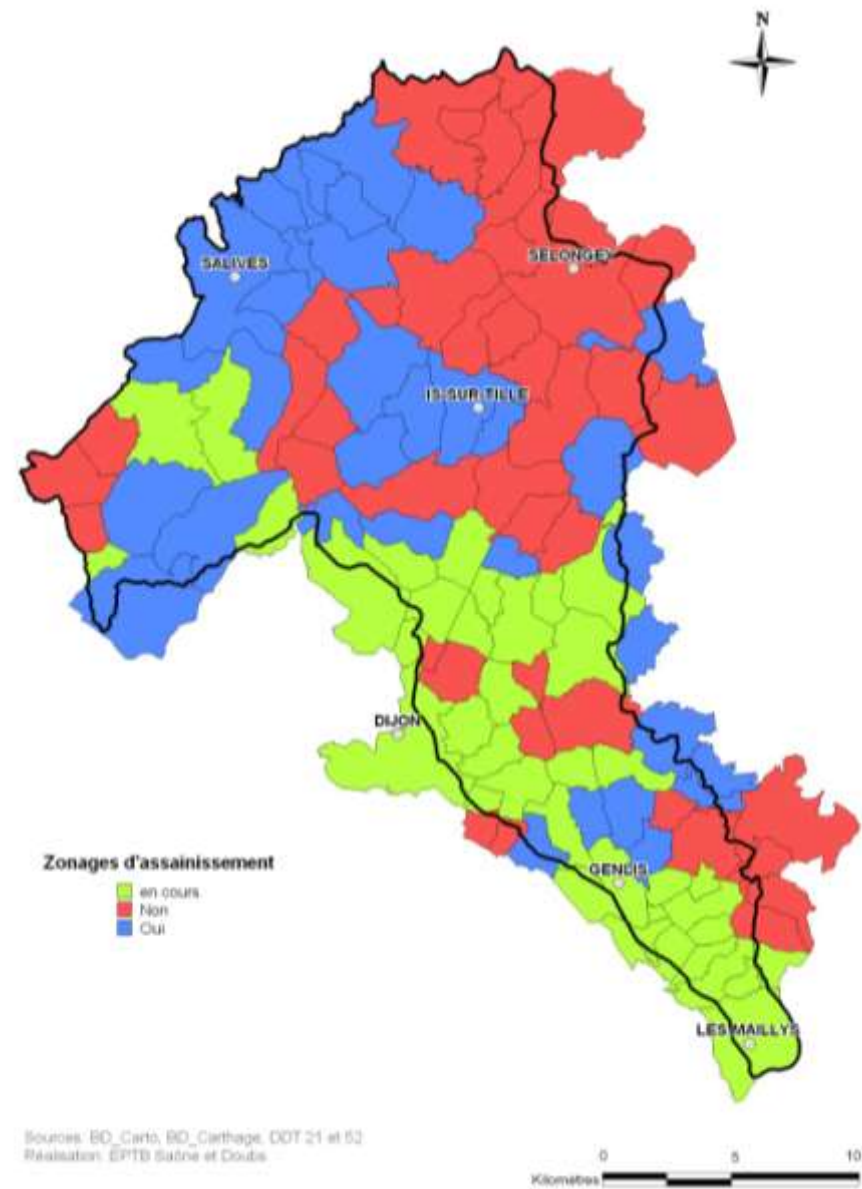 N
SALIVES
SELONGEY
IS-SUR-TILLE
DIJON
Zonages d'assainissement
en cours
Non
Oui
GENLIS
LES MAILLYS
Sources: BD_Carto, BD_Carthage, DDT 21 et 52
Réalisation: EPTB Saône et Doubs
0 5 10
Kilomètres